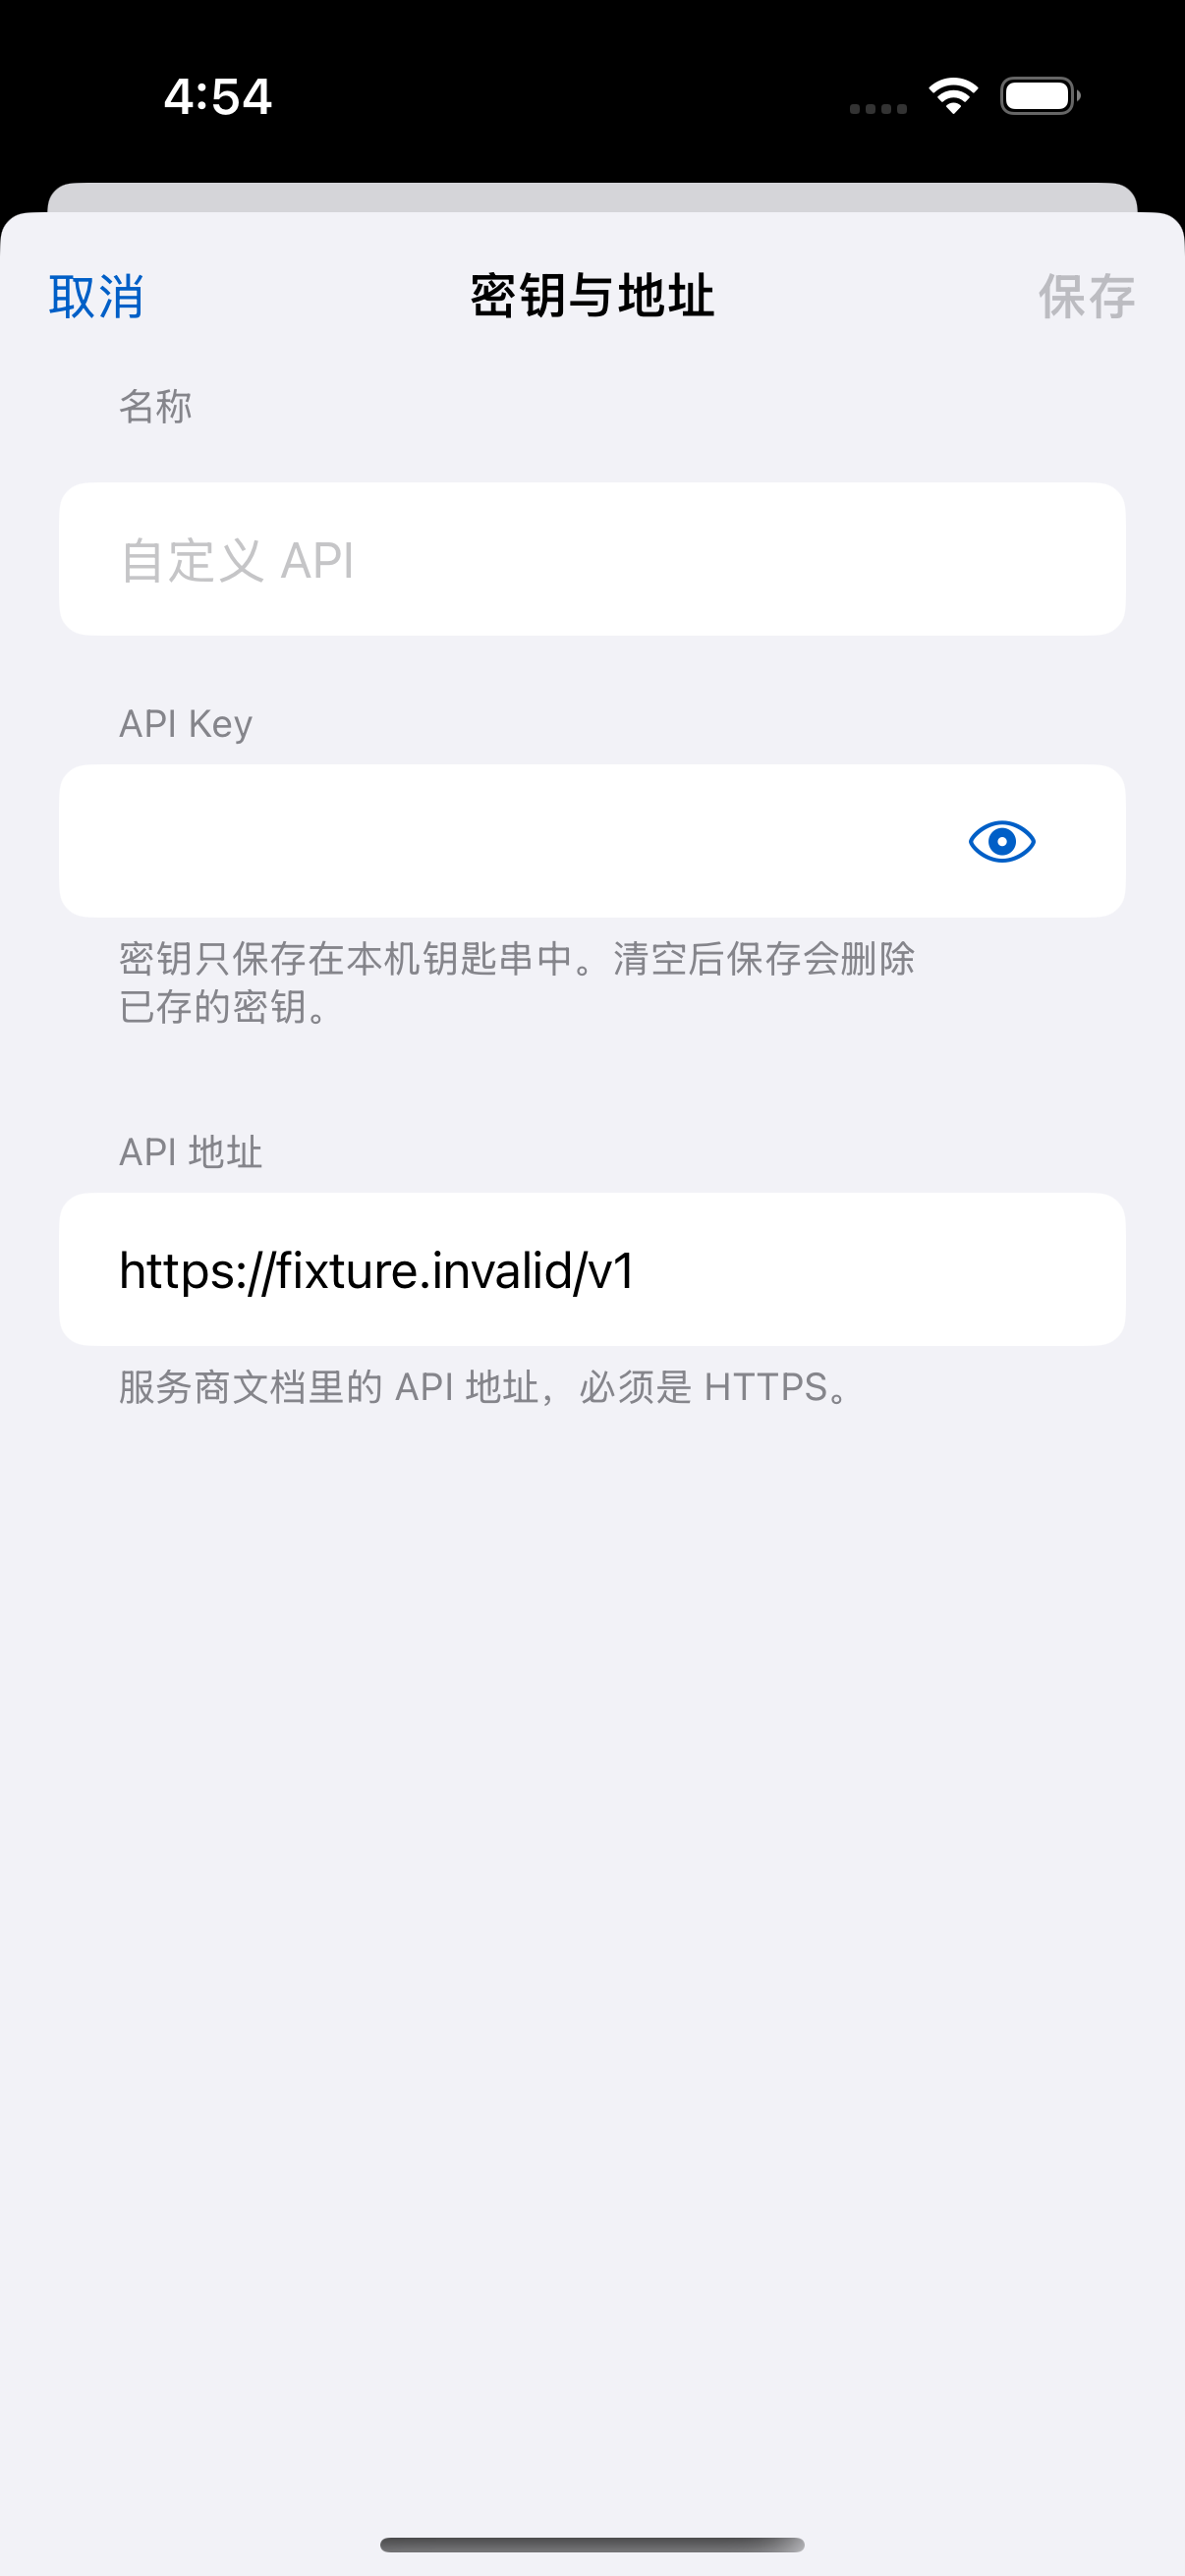 4:54
取消 密钥与地址 保存
名称
自定义 API
API Key
密钥只保存在本机钥匙串中。清空后保存会删除
已存的密钥。
API 地址
https://fixture.invalid/v1
服务商文档里的 API 地址，必须是 HTTPS。